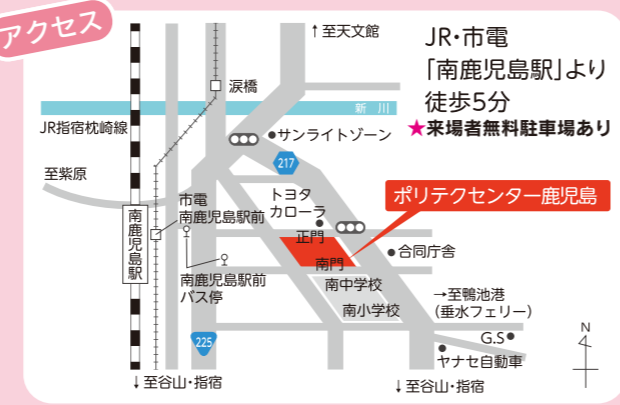 アクセス
↑至天文館
JR・市電
「南鹿児島駅」より
徒歩5分
★来場者無料駐車場あり
涙橋
新川
JR指宿枕崎線
サンライトゾーン
217
至紫原
市電
南鹿児島駅前
トヨタ
カローラ
ポリテクセンター鹿児島
南鹿児島駅
正門
合同庁舎
南門
南鹿児島駅前
バス停
南中学校
→至鴨池港
(垂水フェリー)
南小学校
225
G.S
ヤナセ自動車
N
↓至谷山・指宿
↓至谷山・指宿